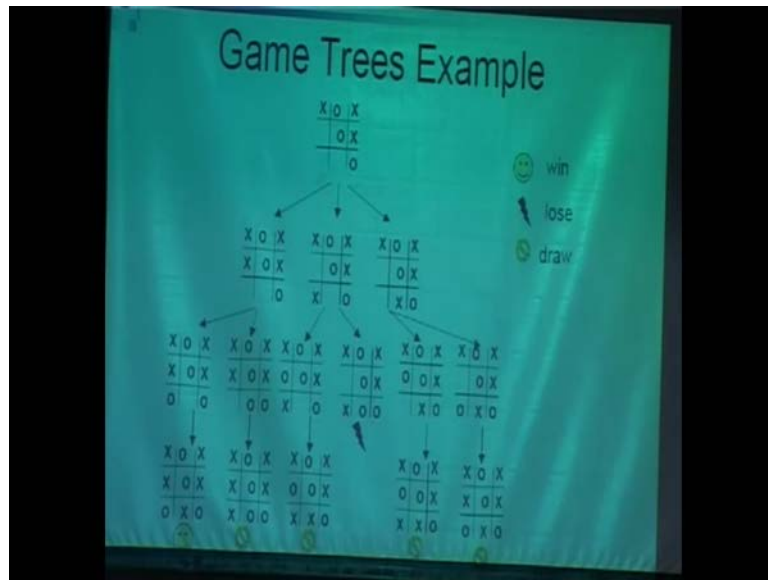 Game Trees Example
X O X
O X
O
win
lose
draw
X O X X O X X O X
X O X O X O X
O X O X O
X O X X O X X O X X O X X O X X O X
X O X X O X O O X O X O O X O X
O O O O X O X O O X O O X O
X O X X O X X O X X O X X O X
X O X X O X O O X O O X X O X
O X O X O O X X O X X O O X O